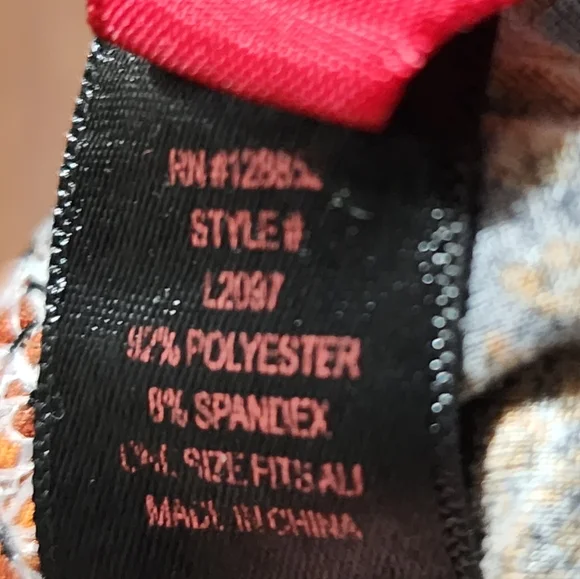 STYLE #
L2097
92% POLYESTER
8% SPANDEX
SIZE FITS ALL
MADE IN CHINA